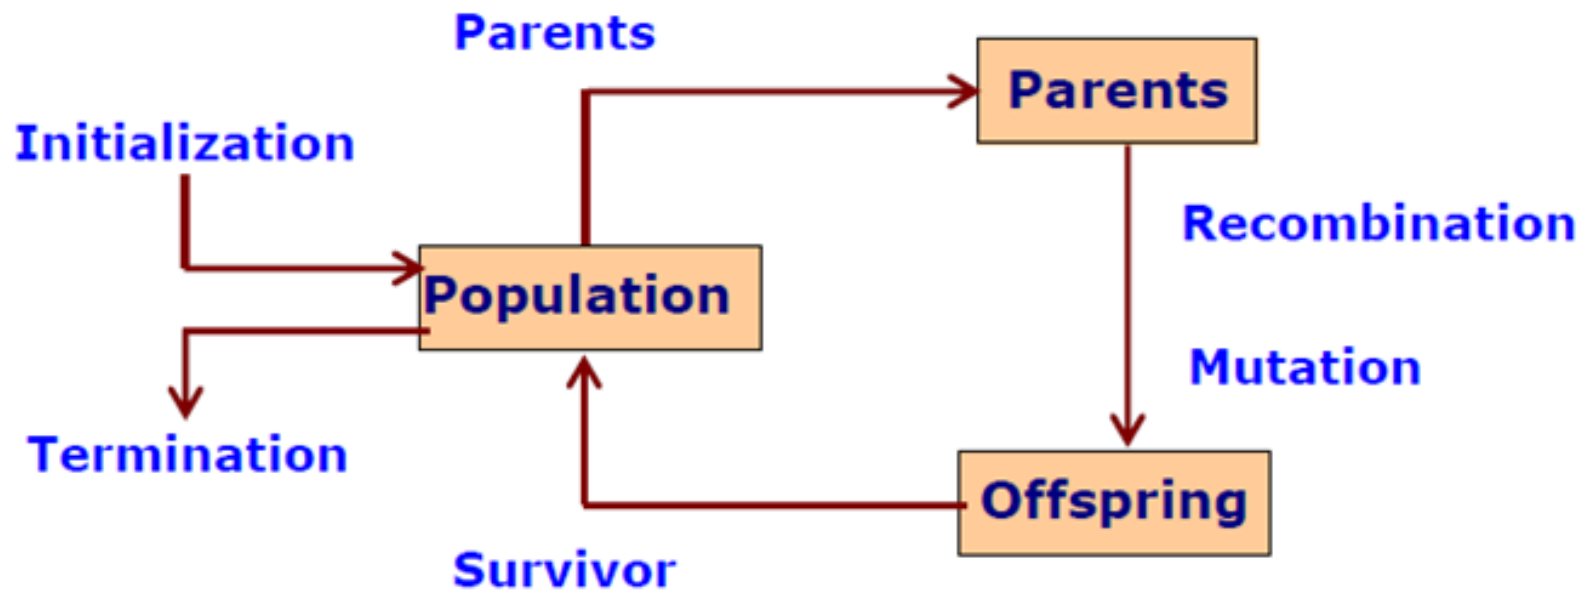 Parents
Parents
Initialization
Recombination
Population
Mutation
Termination
Offspring
Survivor